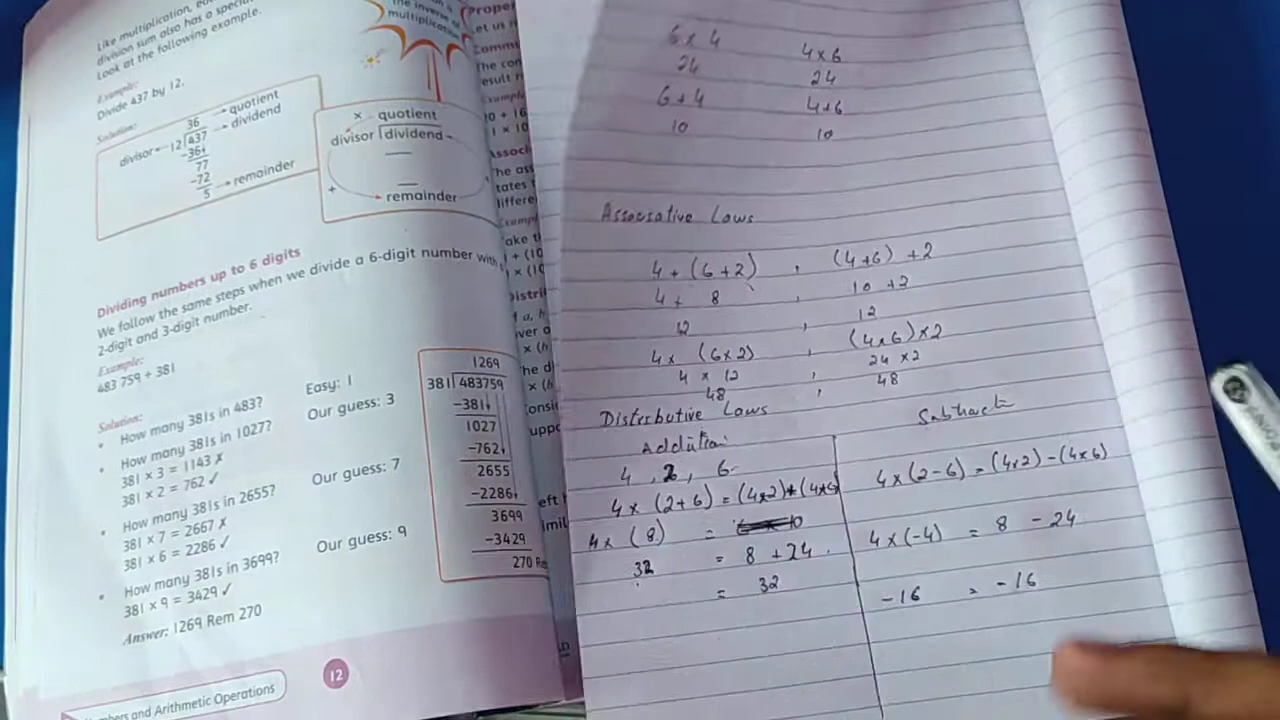 Like multiplication,
division sum also has a
Look at the following example.
Example:
Divide 437 by 12.
Solution:
36 → quotient
divisor ← 12 437 → dividend
-36↓
77
-72
5 → remainder
the inverse
multiplication
× quotient
divisor dividend
+
remainder
Dividing numbers up to 6 digits
We follow the same steps when we divide a 6-digit number with
2-digit and 3-digit number.
Example:
483 759 ÷ 381
Solution:
• How many 381s in 483? Easy: 1
• How many 381s in 1027? Our guess: 3
381 × 3 = 1143 ✗
381 × 2 = 762 ✓
• How many 381s in 2655? Our guess: 7
381 × 7 = 2667 ✗
381 × 6 = 2286 ✓
• How many 381s in 3699? Our guess: 9
381 × 9 = 3429 ✓
Answer: 1269 Rem 270
1269
381 483759
-381↓
1027
-762↓
2655
-2286↓
3699
-3429
270
12
and Arithmetic Operations
6 × 4 4 × 6
24 24
6 + 4 4 + 6
10 10
Assosiative Laws
4 + (6 + 2) , (4 + 6) + 2
4 + 8 , 10 + 2
12 , 12
4 × (6 × 2) , (4 × 6) × 2
4 × 12 , 24 × 2
48 , 48
Distributive Laws
Addition
4 , 2 , 6
4 × (2 + 6) = (4×2) + (4×6
4 × (8) =
32 = 8 + 24
= 32
Subtract
4 × (2 - 6) = (4×2) - (4×6)
4 × (-4) = 8 - 24
-16 = -16